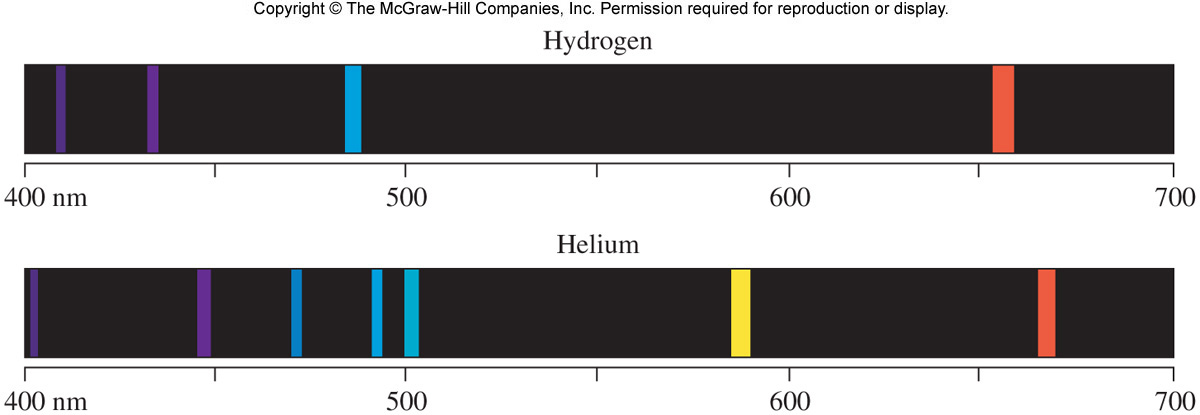 Copyright © The McGraw-Hill Companies, Inc. Permission required for reproduction or display.
Hydrogen
400 nm 500 600 700
Helium
400 nm 500 600 700